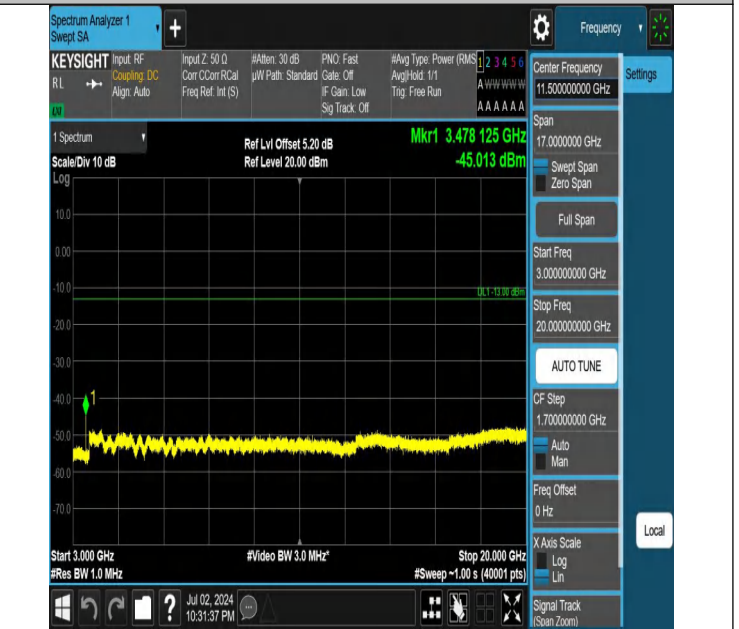 Spectrum Analyzer 1
Swept SA
+
Frequency
KEYSIGHT
RL
Input: RF
Coupling: DC
Align: Auto
Input Z: 50 Ω
Corr CCorr RCal
Freq Ref: Int (S)
#Atten: 30 dB
µW Path: Standard
PNO: Fast
Gate: Off
IF Gain: Low
Sig Track: Off
#Avg Type: Power (RMS
Avg|Hold: 1/1
Trig: Free Run
1 2 3 4 5 6
A W W W W W
A A A A A A
Center Frequency
11.500000000 GHz
Settings
Span
17.0000000 GHz
Swept Span
Zero Span
Full Span
Start Freq
3.000000000 GHz
Stop Freq
20.000000000 GHz
AUTO TUNE
CF Step
1.700000000 GHz
Auto
Man
Freq Offset
0 Hz
X Axis Scale
Log
Lin
Signal Track
(Span Zoom)
Local
1 Spectrum
Scale/Div 10 dB
Log
Ref Lvl Offset 5.20 dB
Ref Level 20.00 dBm
Mkr1 3.478 125 GHz
-45.013 dBm
10.0
0.00
-10.0
DL1 -13.00 dBm
-20.0
-30.0
-40.0
1
-50.0
-60.0
-70.0
Start 3.000 GHz
#Res BW 1.0 MHz
#Video BW 3.0 MHz*
Stop 20.000 GHz
#Sweep ~1.00 s (40001 pts)
?
Jul 02, 2024
10:31:37 PM